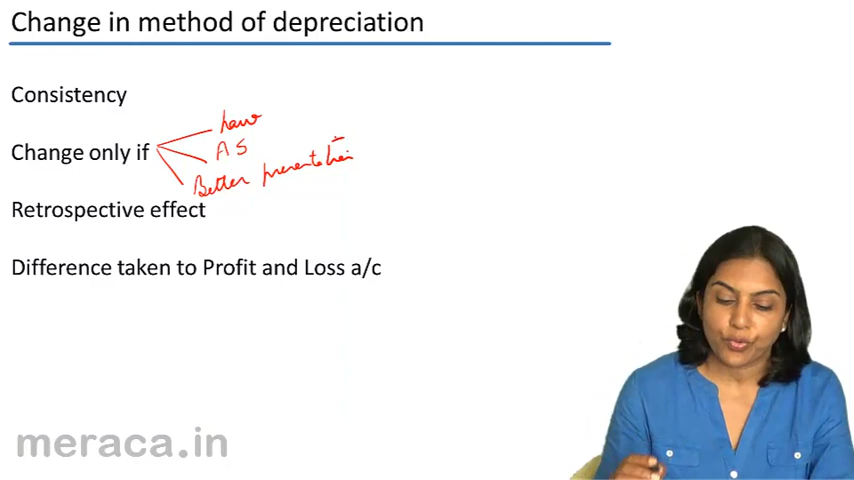 Change in method of depreciation
Consistency
Law
Change only if
AS
Better presentation
Retrospective effect
Difference taken to Profit and Loss a/c
meraca.in